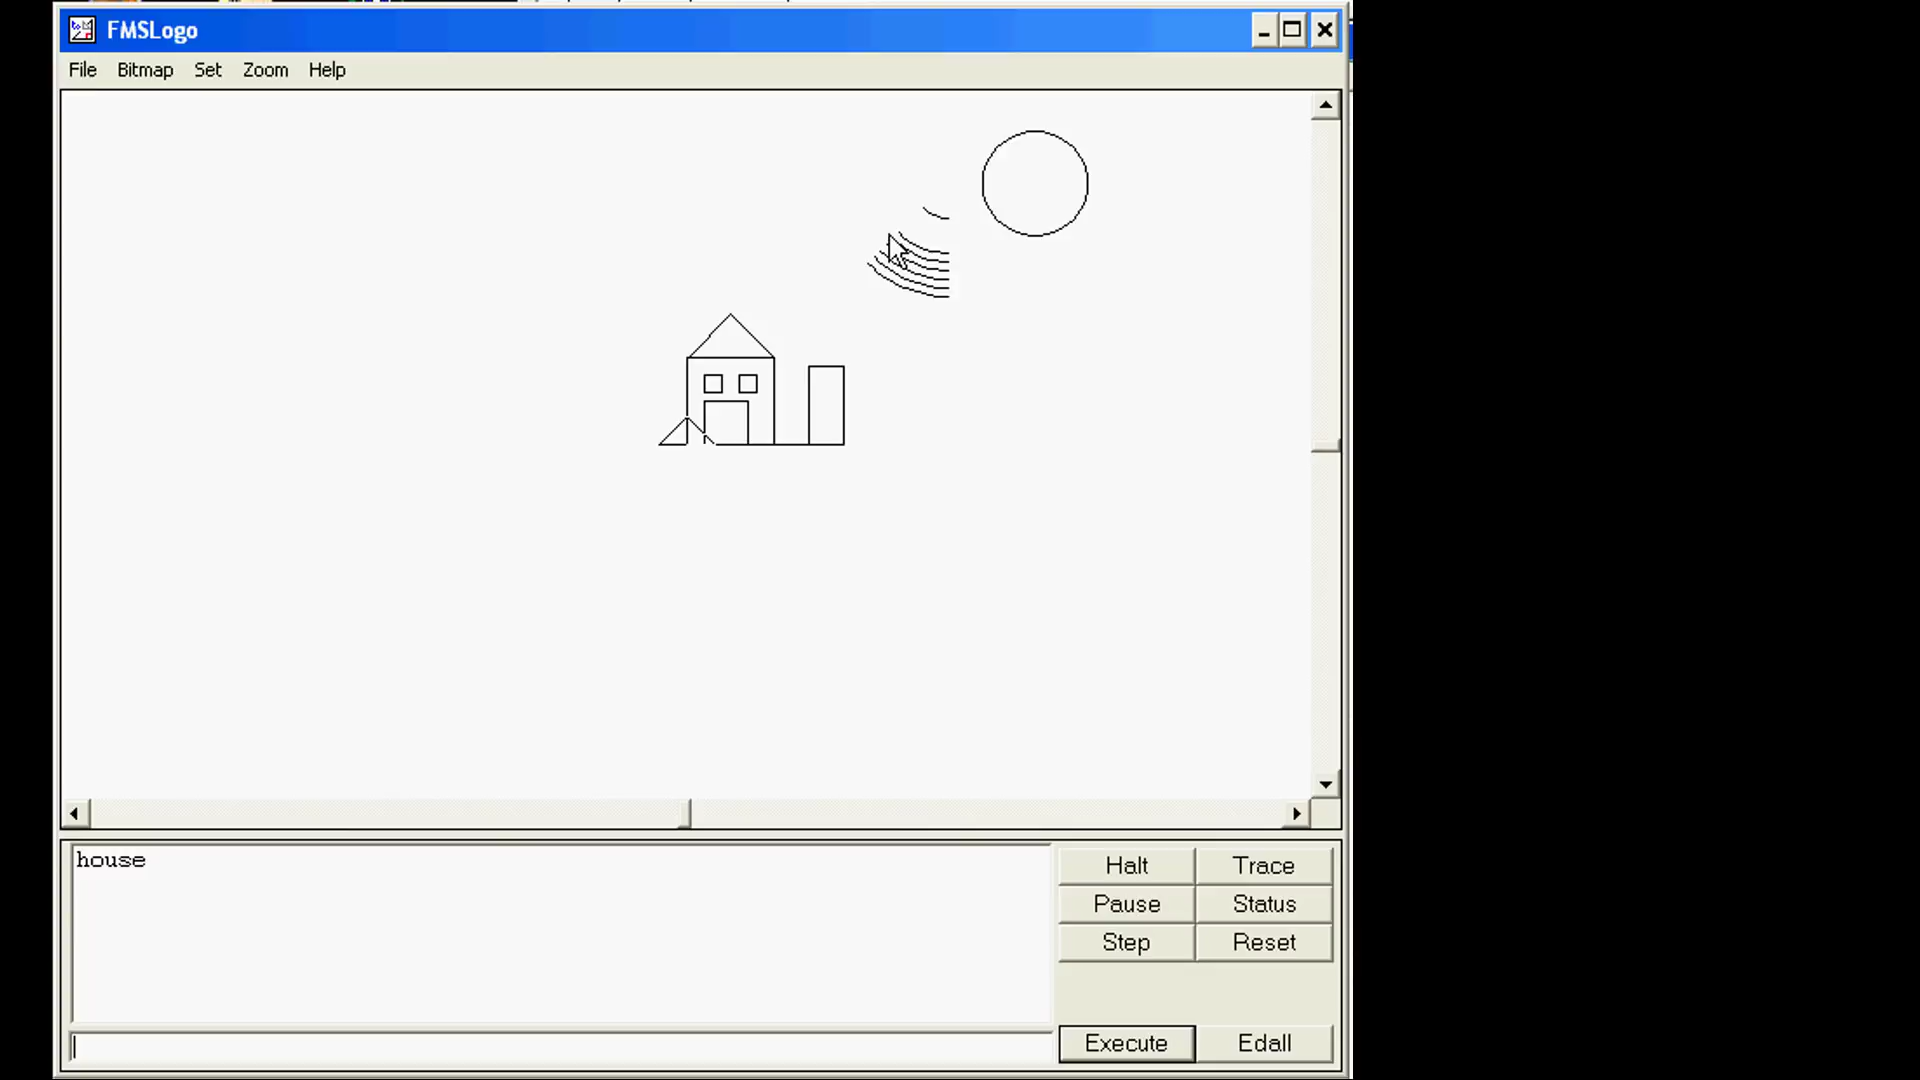 FMSLogo
File Bitmap Set Zoom Help
house
Halt Trace
Pause Status
Step Reset
Execute Edall